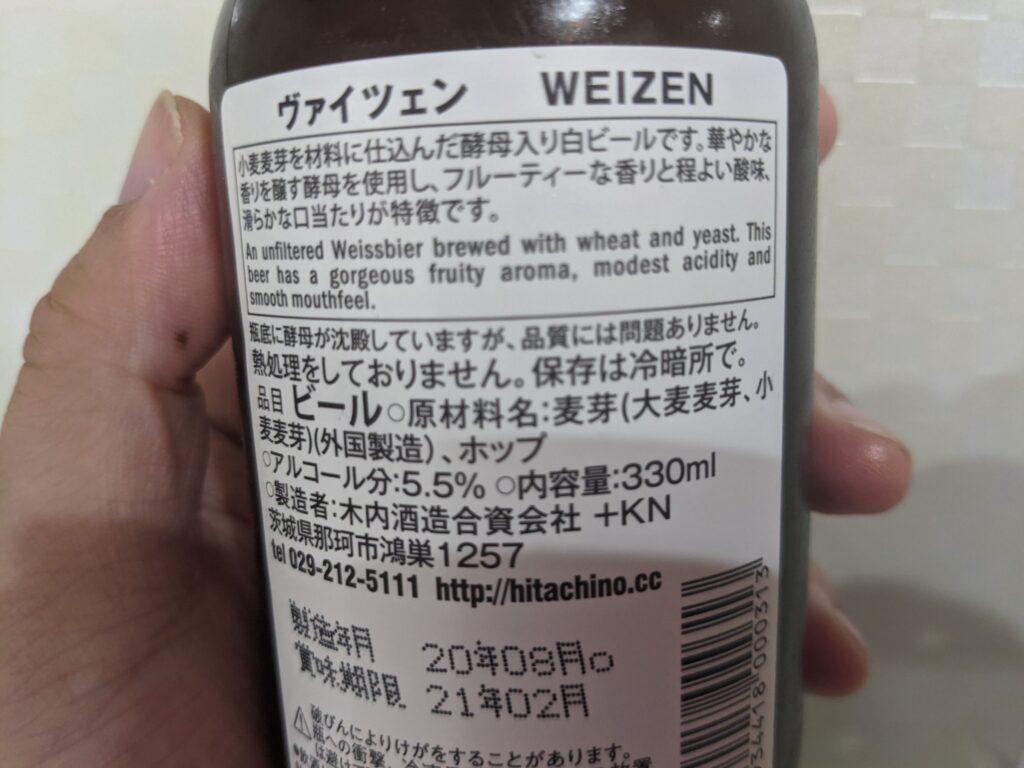 ヴァイツェン WEIZEN
小麦麦芽を材料に仕込んだ酵母入り白ビールです。華やかな
香りを醸す酵母を使用し、フルーティーな香りと程よい酸味、
滑らかな口当たりが特徴です。
An unfiltered Weissbier brewed with wheat and yeast. This
beer has a gorgeous fruity aroma, modest acidity and
smooth mouthfeel.
瓶底に酵母が沈殿していますが、品質には問題ありません。
熱処理をしておりません。保存は冷暗所で。
品目 ビール ○原材料名:麦芽(大麦麦芽、小
麦麦芽)(外国製造)、ホップ
○アルコール分:5.5% ○内容量:330ml
○製造者:木内酒造合資会社 +KN
茨城県那珂市鴻巣1257
tel 029-212-5111 http://hitachino.cc
製造年月 20年08月o
賞味期限 21年02月
⚠破びんによりけがをすることがあります。
瓶への衝撃、
は避け
33418 000313